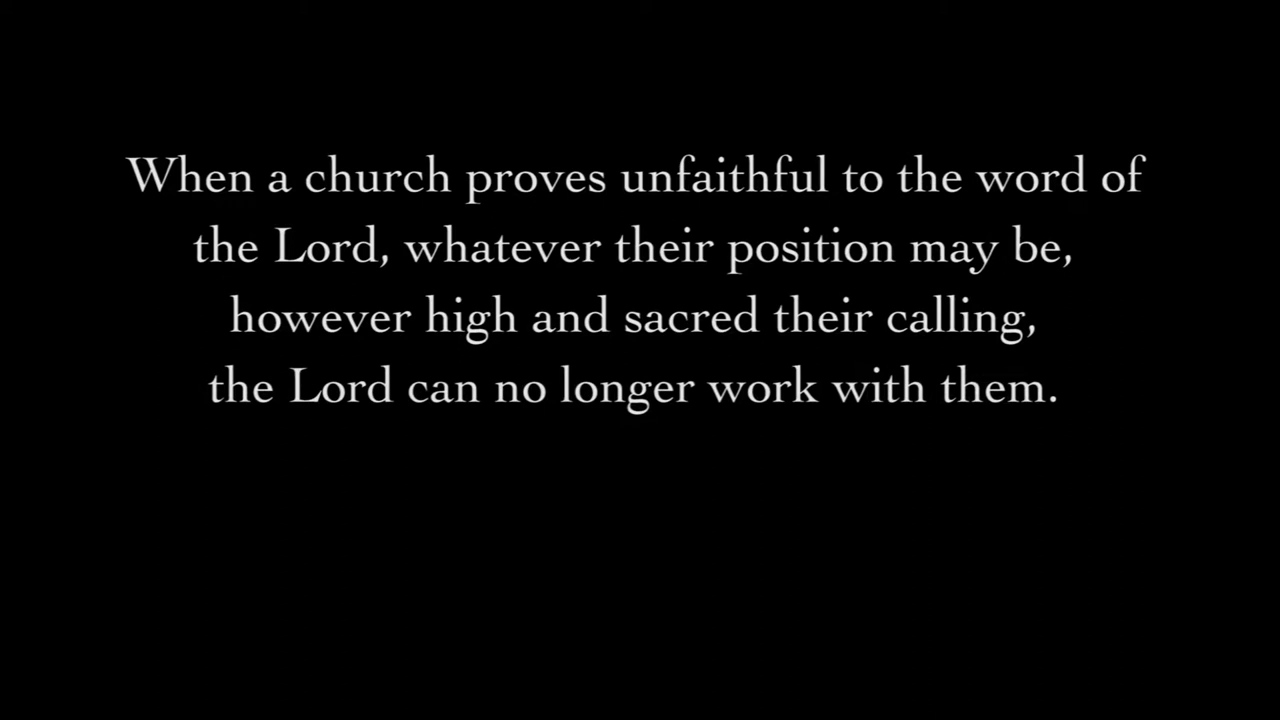 When a church proves unfaithful to the word of
the Lord, whatever their position may be,
however high and sacred their calling,
the Lord can no longer work with them.